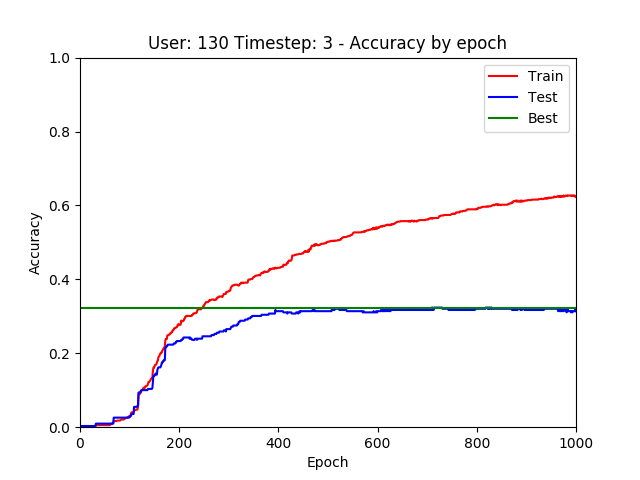 User: 130 Timestep: 3 - Accuracy by epoch
1.0
Train
Test
Best
0.8
0.6
Accuracy
0.4
0.2
0.0
0 200 400 600 800 1000
Epoch